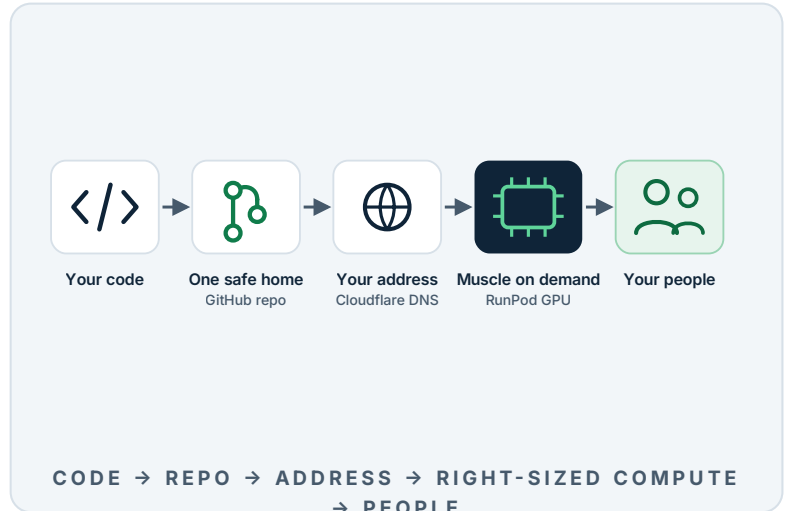 Your code
One safe home
GitHub repo
Your address
Cloudflare DNS
Muscle on demand
RunPod GPU
Your people
CODE → REPO → ADDRESS → RIGHT-SIZED COMPUTE
→ PEOPLE